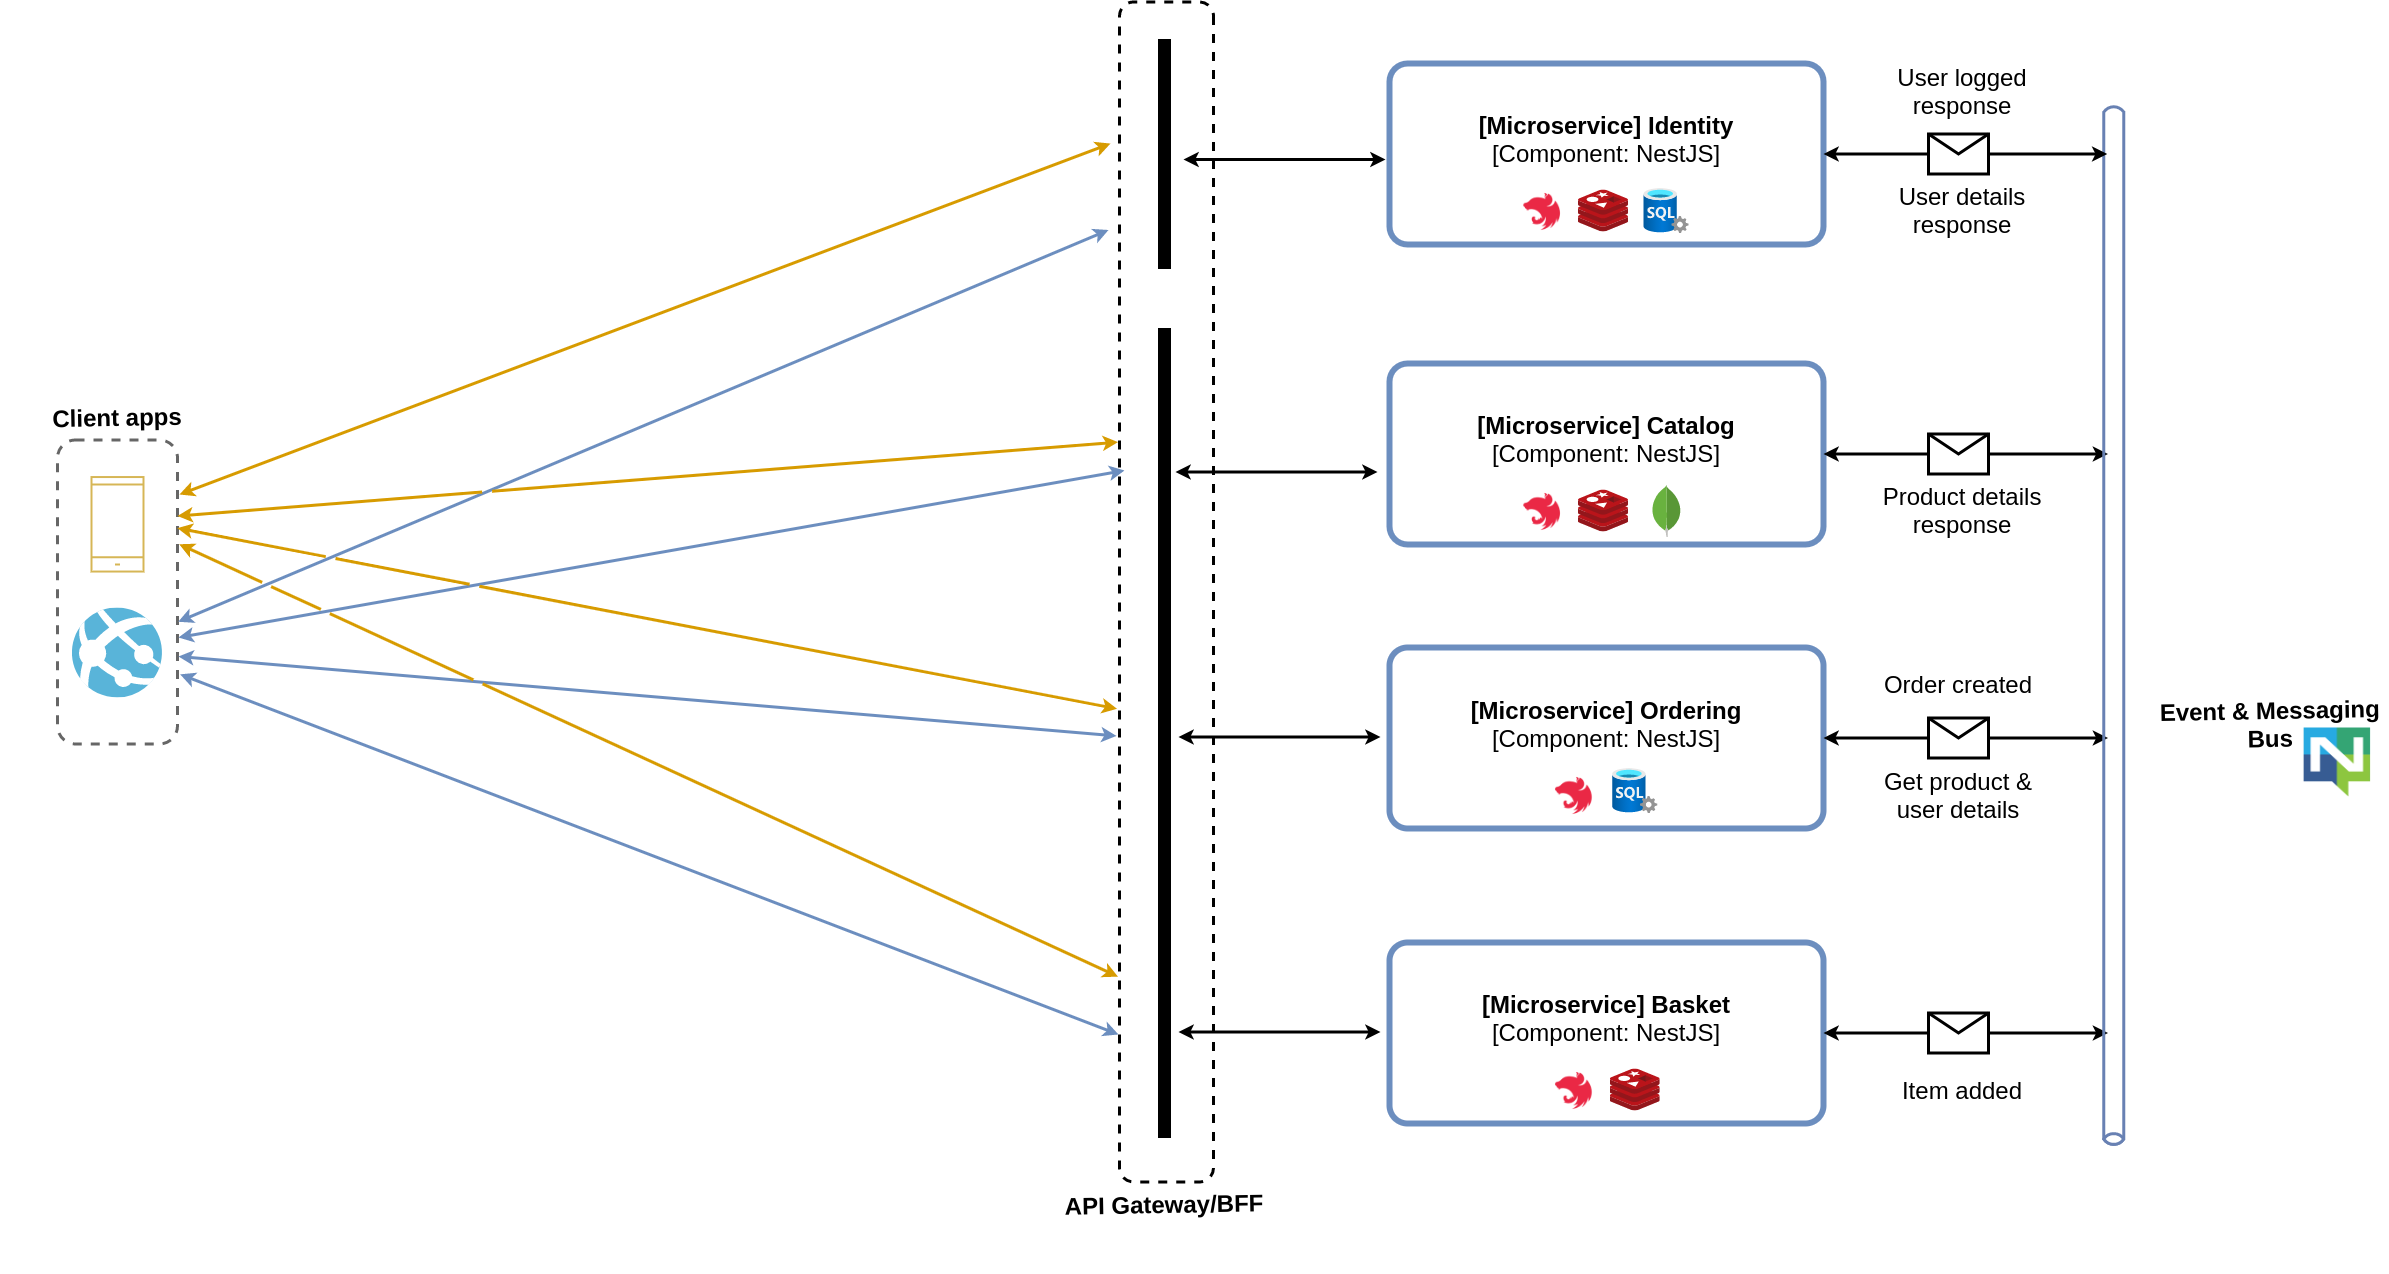 Client apps
API Gateway/BFF
[Microservice] Identity
[Component: NestJS]
SQL
User logged
response
User details
response
[Microservice] Catalog
[Component: NestJS]
Product details
response
[Microservice] Ordering
[Component: NestJS]
SQL
Order created
Get product &
user details
[Microservice] Basket
[Component: NestJS]
Item added
Event & Messaging
Bus
N